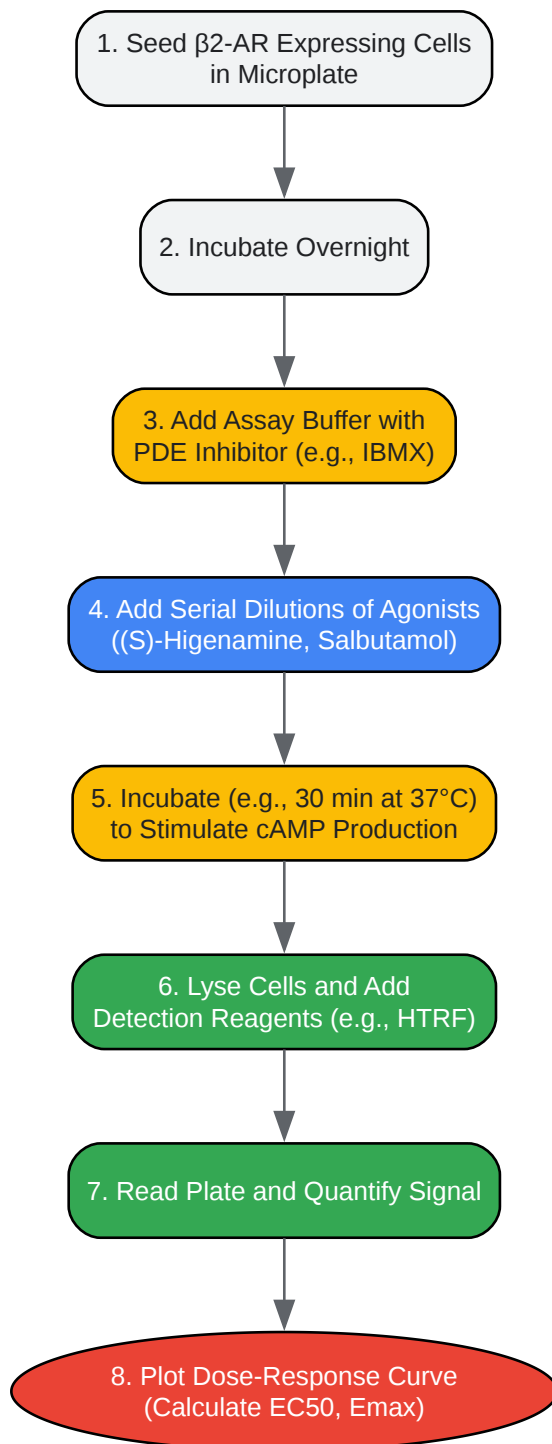 1. Seed β2-AR Expressing Cells
in Microplate
2. Incubate Overnight
3. Add Assay Buffer with
PDE Inhibitor (e.g., IBMX)
4. Add Serial Dilutions of Agonists
((S)-Higenamine, Salbutamol)
5. Incubate (e.g., 30 min at 37°C)
to Stimulate cAMP Production
6. Lyse Cells and Add
Detection Reagents (e.g., HTRF)
7. Read Plate and Quantify Signal
8. Plot Dose-Response Curve
(Calculate EC50, Emax)